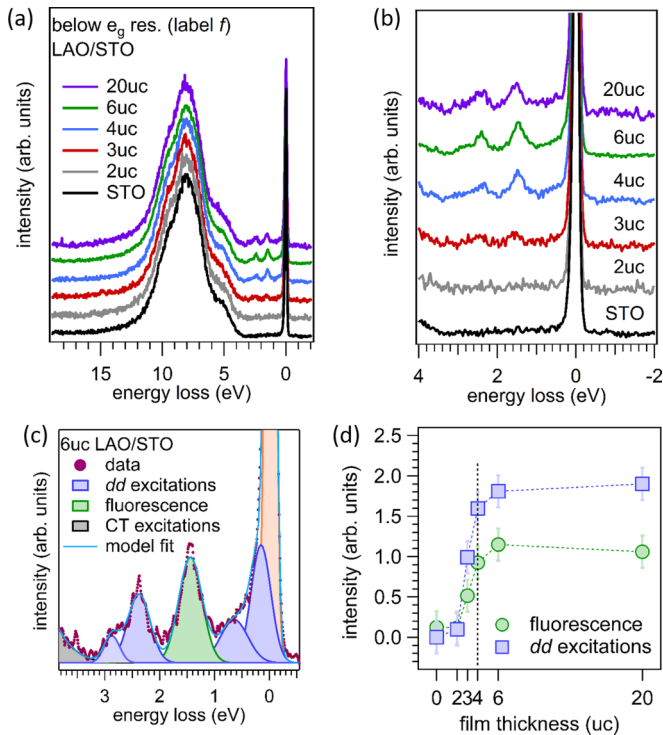 (a)
below eg res. (label f)
LAO/STO
20uc
6uc
4uc
3uc
2uc
STO
intensity (arb. units)
15
10
5
0
energy loss (eV)
(b)
20uc
6uc
4uc
3uc
2uc
STO
intensity (arb. units)
4
2
0
-2
energy loss (eV)
(c)
6uc LAO/STO
data
dd excitations
fluorescence
CT excitations
model fit
intensity (arb. units)
3
2
1
0
energy loss (eV)
(d)
2.5
2.0
1.5
1.0
0.5
0.0
intensity (arb. units)
fluorescence
dd excitations
0
2
3
4
6
20
film thickness (uc)